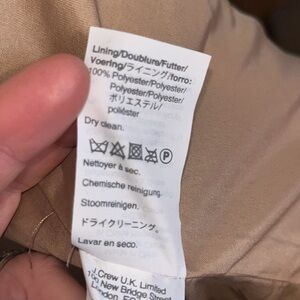 Lining/Doublure/Futter/
Voering/ライニング/forro:
100% Polyester/Polyester/
Polyester/Polyester/
ポリエステル/
poliéster
Dry clean.
P
Nettoyer à sec.
Chemische reinigung.
Stoomreinigen.
ドライクリーニング。
Lavar en seco.
Crew U.K. Limited
New Bridge Street
London, EC